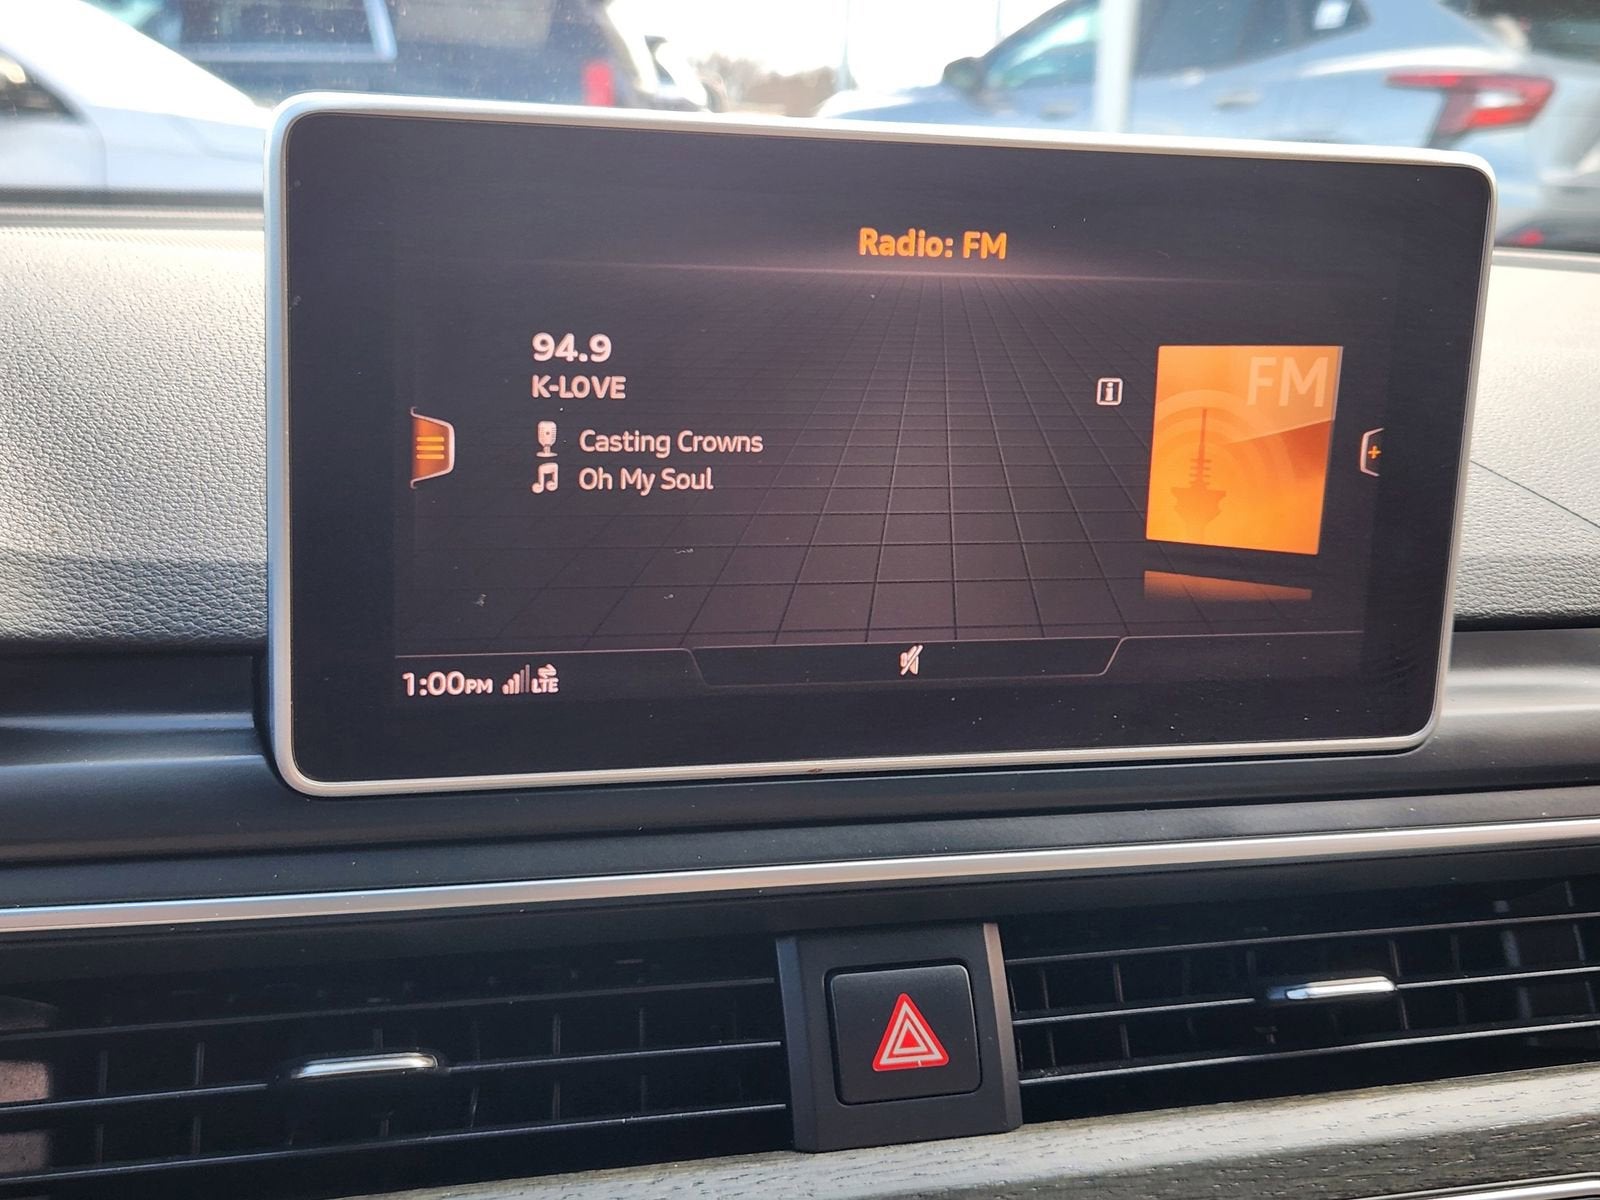 Radio: FM
94.9
K-LOVE
FM
Casting Crowns
Oh My Soul
1:00PM LTE